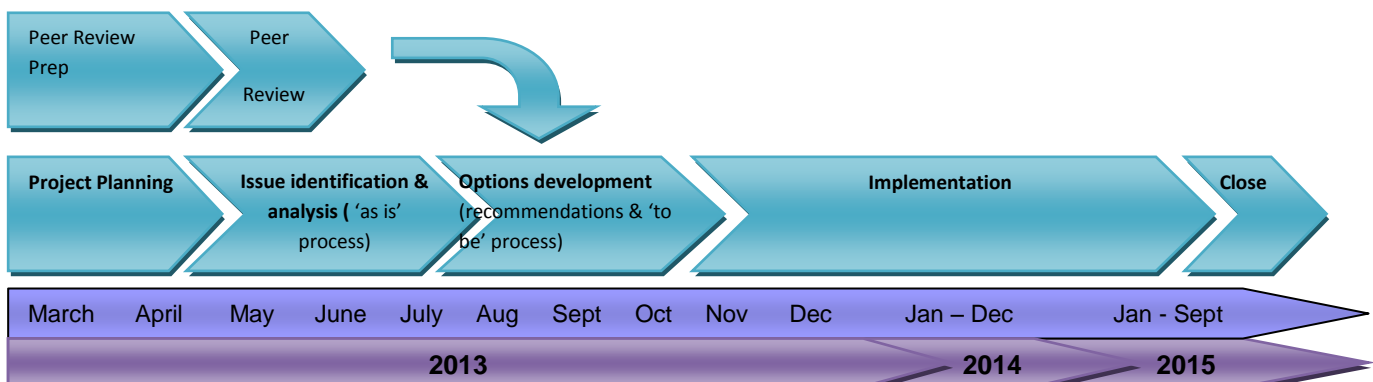 Peer Review
Prep
Peer
Review
Project Planning
Issue identification &
analysis ( ‘as is’
process)
Options development
(recommendations & ‘to
be’ process)
Implementation
Close
March April May June July Aug Sept Oct Nov Dec Jan – Dec Jan - Sept
2013 2014 2015